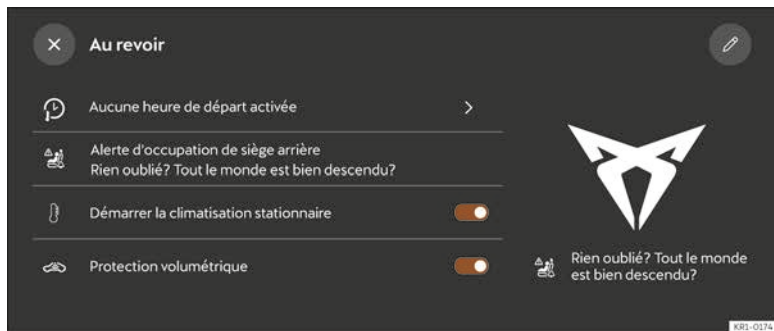 Au revoir
Aucune heure de départ activée
Alerte d'occupation de siège arrière
Rien oublié? Tout le monde est bien descendu?
Démarrer la climatisation stationnaire
Protection volumétrique
Rien oublié? Tout le monde
est bien descendu?
KR1-0174